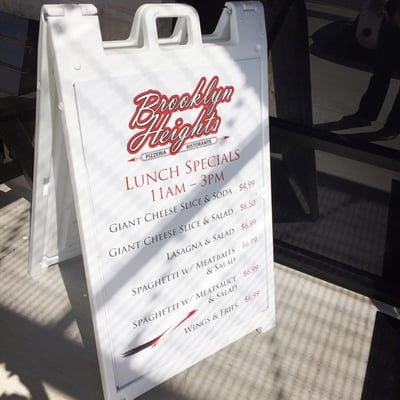 Brooklyn
Heights
PIZZERIA RISTORANTE
LUNCH SPECIALS
11AM – 3PM
GIANT CHEESE SLICE & SODA $4.99
GIANT CHEESE SLICE & SALAD $6.50
LASAGNA & SALAD $6.99
SPAGHETTI W/ MEATBALLS $6.99
& SALAD
SPAGHETTI W/ MEATSAUCE $6.99
& SALAD
WINGS & FRIES $6.99